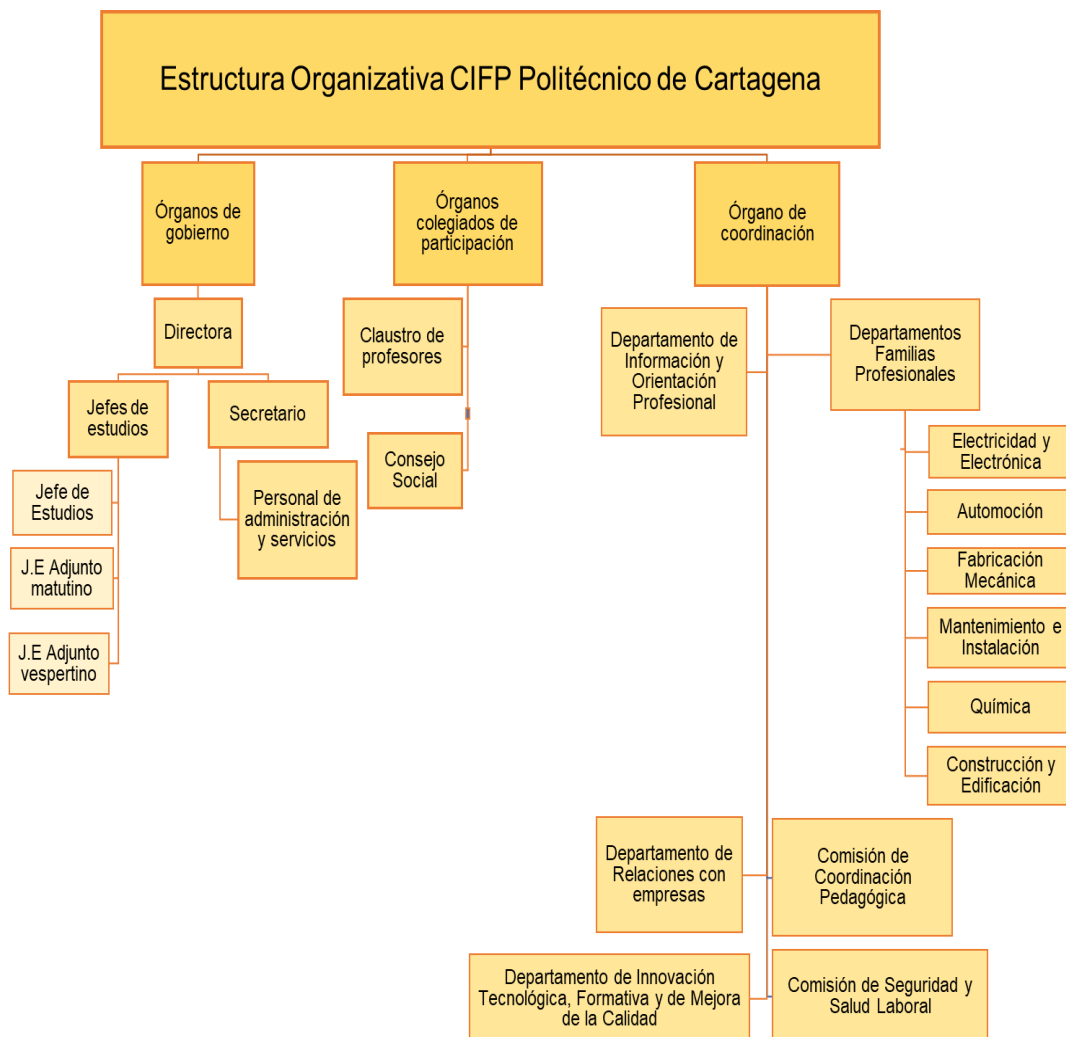 Estructura Organizativa CIFP Politécnico de Cartagena
Órganos de
gobierno
Órganos
colegiados de
participación
Órgano de
coordinación
Directora
Jefes de
estudios
Secretario
Jefe de
Estudios
J.E Adjunto
matutino
J.E Adjunto
vespertino
Personal de
administración
y servicios
Claustro de
profesores
Consejo
Social
Departamento de
Información y
Orientación
Profesional
Departamentos
Familias
Profesionales
Electricidad y
Electrónica
Automoción
Fabricación
Mecánica
Mantenimiento e
Instalación
Química
Construcción y
Edificación
Departamento de
Relaciones con
empresas
Comisión de
Coordinación
Pedagógica
Departamento de Innovación
Tecnológica, Formativa y de Mejora
de la Calidad
Comisión de Seguridad y
Salud Laboral